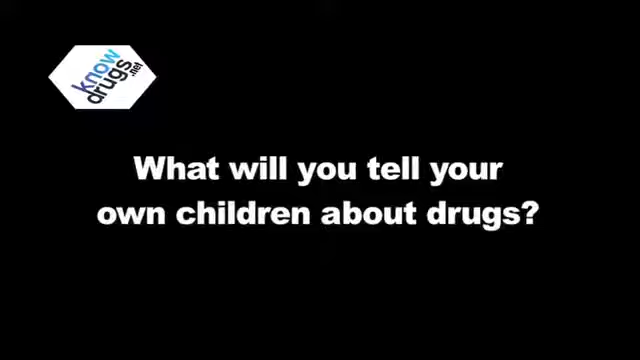 know
drugs
.net
What will you tell your
own children about drugs?